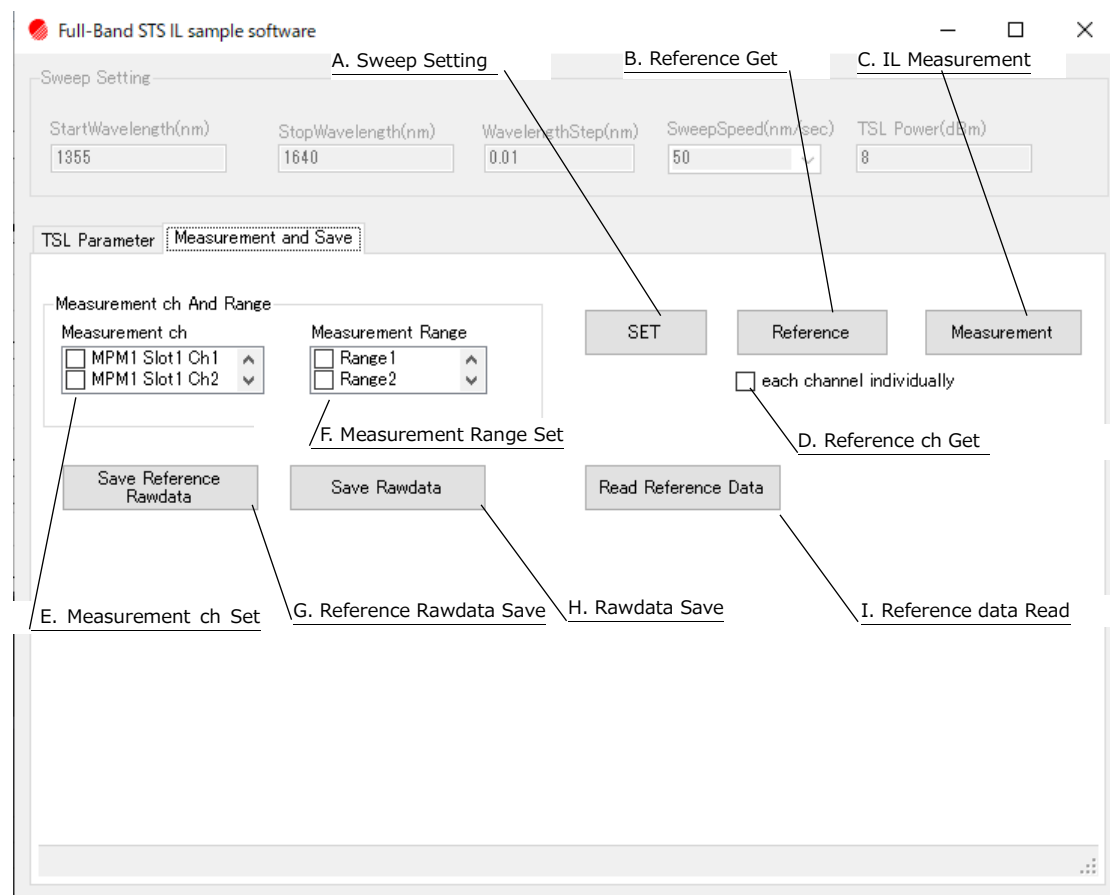 Full-Band STS IL sample software
A. Sweep Setting
B. Reference Get
C. IL Measurement
Sweep Setting
StartWavelength(nm)
StopWavelength(nm)
WavelengthStep(nm)
SweepSpeed(nm/sec)
TSL Power(dBm)
1355
1640
0.01
50
8
TSL Parameter
Measurement and Save
Measurement ch And Range
Measurement ch
Measurement Range
MPM1 Slot1 Ch1
MPM1 Slot1 Ch2
Range1
Range2
SET
Reference
Measurement
each channel individually
F. Measurement Range Set
D. Reference ch Get
Save Reference
Rawdata
Save Rawdata
Read Reference Data
E. Measurement ch Set
G. Reference Rawdata Save
H. Rawdata Save
I. Reference data Read